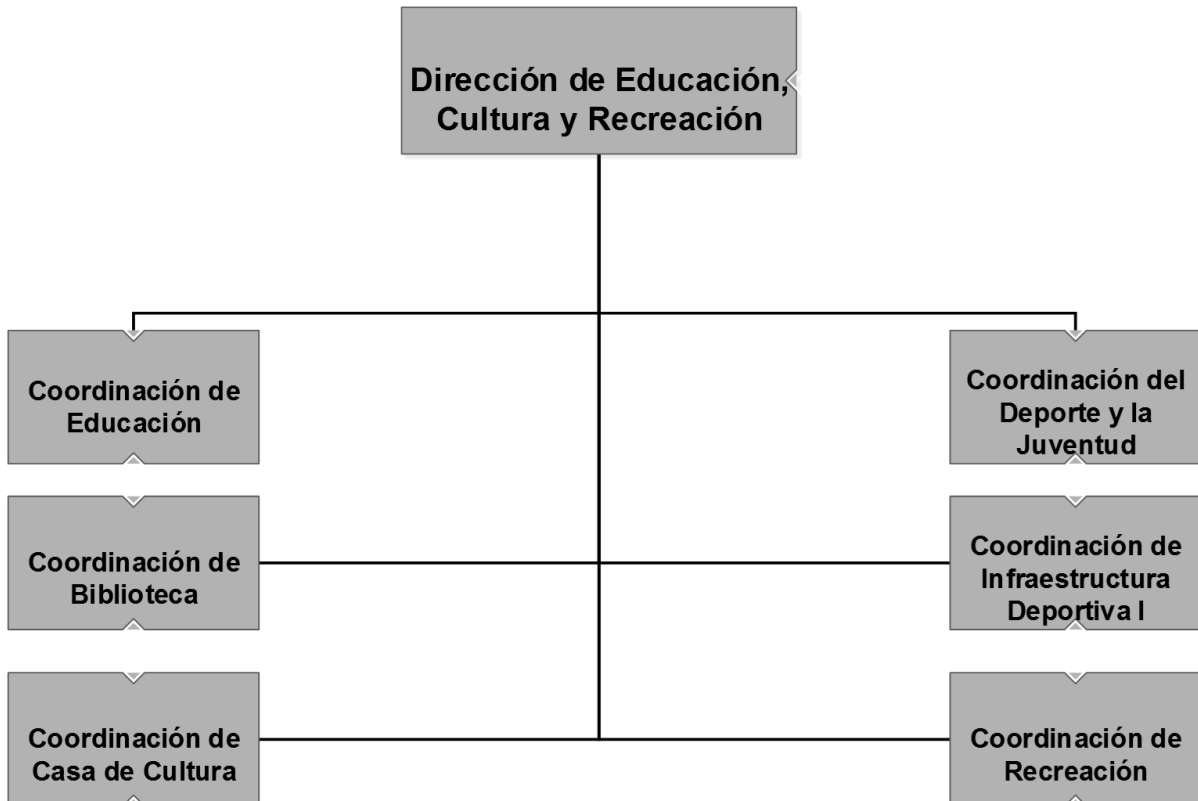 Dirección de Educación,
Cultura y Recreación
Coordinación de
Educación
Coordinación del
Deporte y la
Juventud
Coordinación de
Biblioteca
Coordinación de
Infraestructura
Deportiva I
Coordinación de
Casa de Cultura
Coordinación de
Recreación